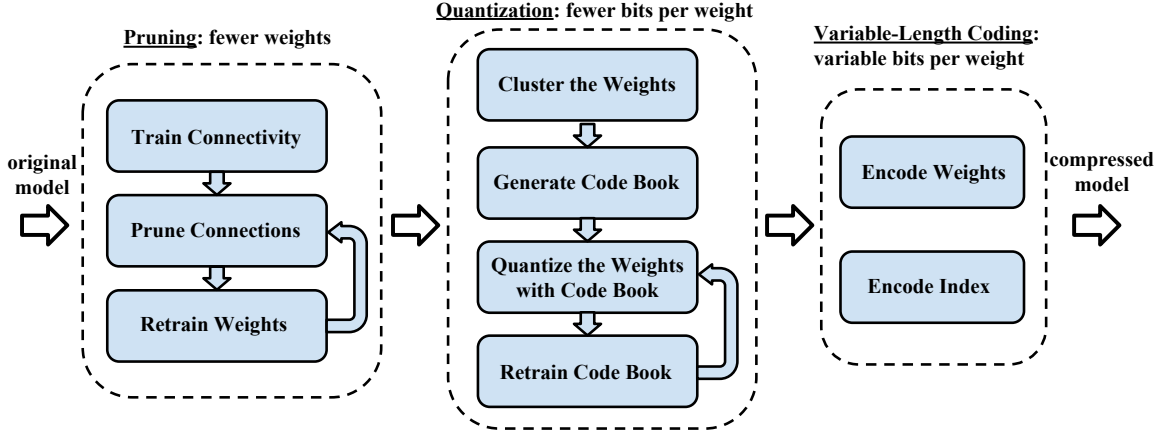 original
model
Pruning: fewer weights
Train Connectivity
Prune Connections
Retrain Weights
Quantization: fewer bits per weight
Cluster the Weights
Generate Code Book
Quantize the Weights
with Code Book
Retrain Code Book
Variable-Length Coding:
variable bits per weight
Encode Weights
Encode Index
compressed
model